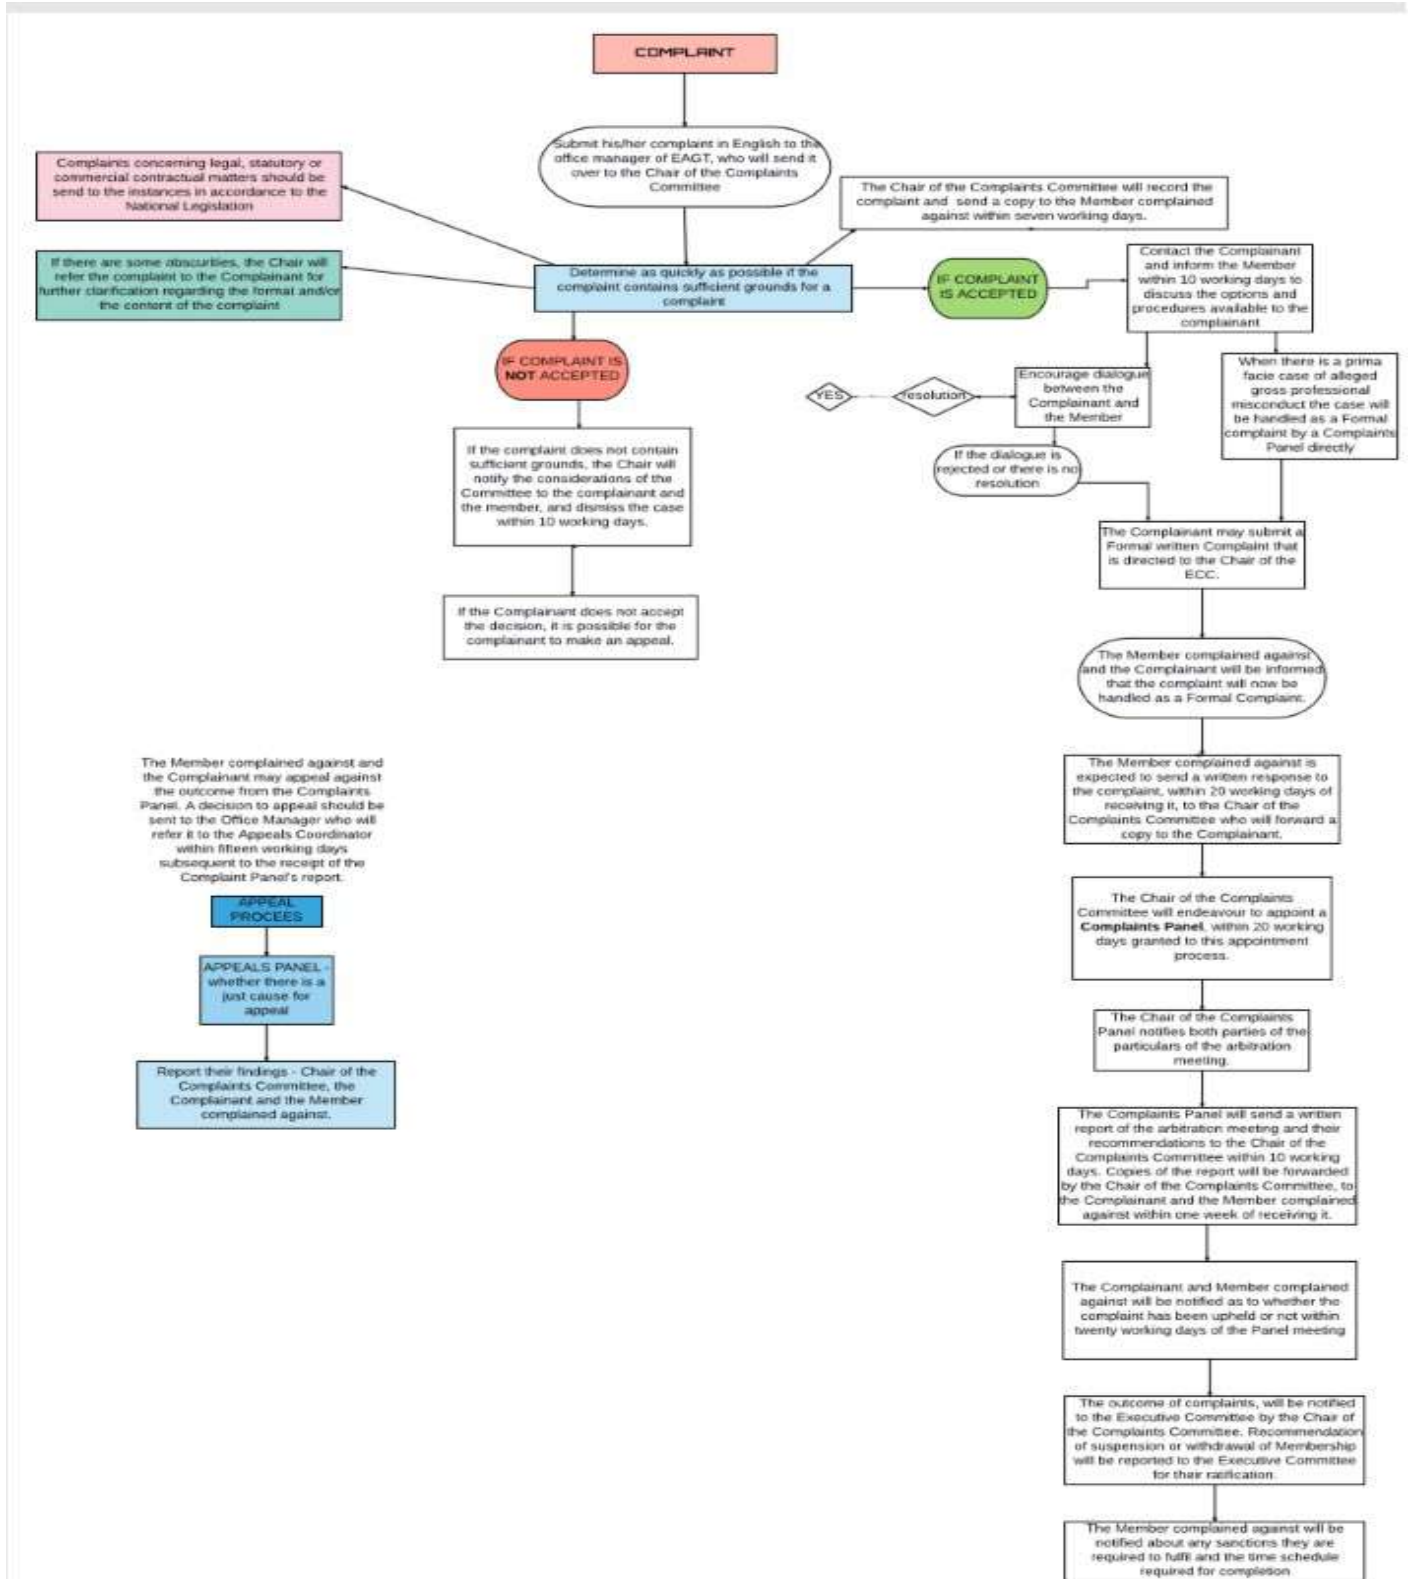 COMPLAINT
Submit his/her complaint in English to the
office manager of EAGT, who will send it
over to the Chair of the Complaints
Committee
Complaints concerning legal, statutory or
commercial contractual matters should be
send to the instances in accordance to the
National Legislation
The Chair of the Complaints Committee will record the
complaint and send a copy to the Member complained
against within seven working days.
If there are some abscurities, the Chair will
refer the complaint to the Complainant for
further clarification regarding the format and/or
the content of the complaint
Determine as quickly as possible if the
complaint contains sufficient grounds for a
complaint
IF COMPLAINT
IS ACCEPTED
Contact the Complainant
and inform the Member
within 10 working days to
discuss the options and
procedures available to the
complainant
IF COMPLAINT IS
NOT ACCEPTED
YES
resolution
Encourage dialogue
between the
Complainant and
the Member
When there is a prima
facie case of alleged
gross professional
misconduct the case will
be handled as a Formal
complaint by a Complaints
Panel directly
If the complaint does not contain
sufficient grounds, the Chair will
notify the considerations of the
Committee to the complainant and
the member, and dismiss the case
within 10 working days.
If the dialogue is
rejected or there is no
resolution
The Complainant may submit a
Formal written Complaint that
is directed to the Chair of the
ECC.
If the Complainant does not accept
the decision, it is possible for the
complainant to make an appeal.
The Member complained against
and the Complainant will be informed
that the complaint will now be
handled as a Formal Complaint.
The Member complained against is
expected to send a written response to
the complaint, within 20 working days of
receiving it, to the Chair of the
Complaints Committee who will forward a
copy to the Complainant.
The Chair of the Complaints
Committee will endeavour to appoint a
Complaints Panel, within 20 working
days granted to this appointment
process.
The Chair of the Complaints
Panel notifies both parties of the
particulars of the arbitration
meeting.
The Complaints Panel will send a written
report of the arbitration meeting and their
recommendations to the Chair of the
Complaints Committee within 10 working
days. Copies of the report will be forwarded
by the Chair of the Complaints Committee, to
the Complainant and the Member complained
against within one week of receiving it.
The Complainant and Member complained
against will be notified as to whether the
complaint has been upheld or not within
twenty working days of the Panel meeting
The outcome of complaints, will be notified
to the Executive Committee by the Chair of
the Complaints Committee. Recommendation
of suspension or withdrawal of Membership
will be reported to the Executive Committee
for their ratification.
The Member complained against will be
notified about any sanctions they are
required to fulfil and the time schedule
required for completion
The Member complained against and
the Complainant may appeal against
the outcome from the Complaints
Panel. A decision to appeal should be
sent to the Office Manager who will
refer it to the Appeals Coordinator
within fifteen working days
subsequent to the receipt of the
Complaint Panel's report.
APPEAL
PROCEES
APPEALS PANEL -
whether there is a
just cause for
appeal
Report their findings - Chair of the
Complaints Committee, the
Complainant and the Member
complained against.